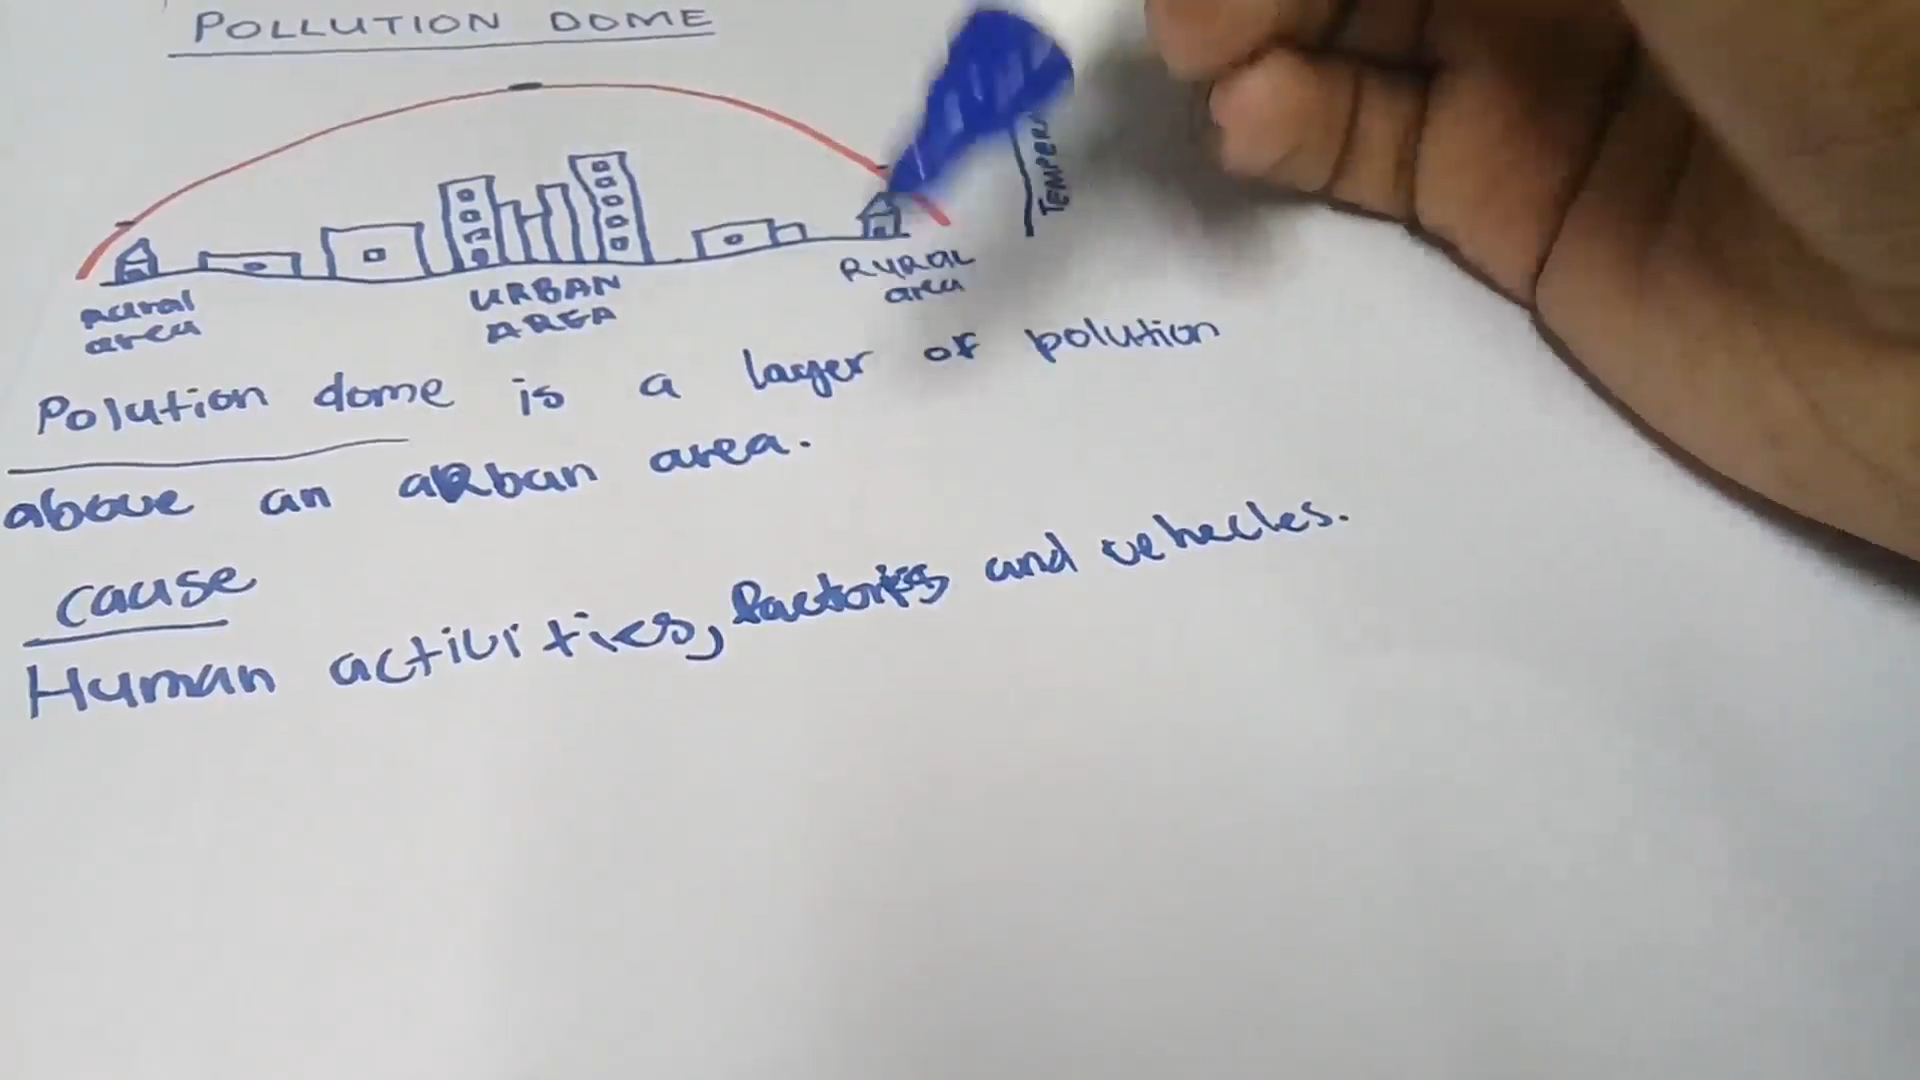 POLLUTION DOME
TEMPER
Rural
area
URBAN
AREA
RURAL
area
Polution dome is a layer of polution
above an aRban area.
cause
Human activities, factories and vehecles.